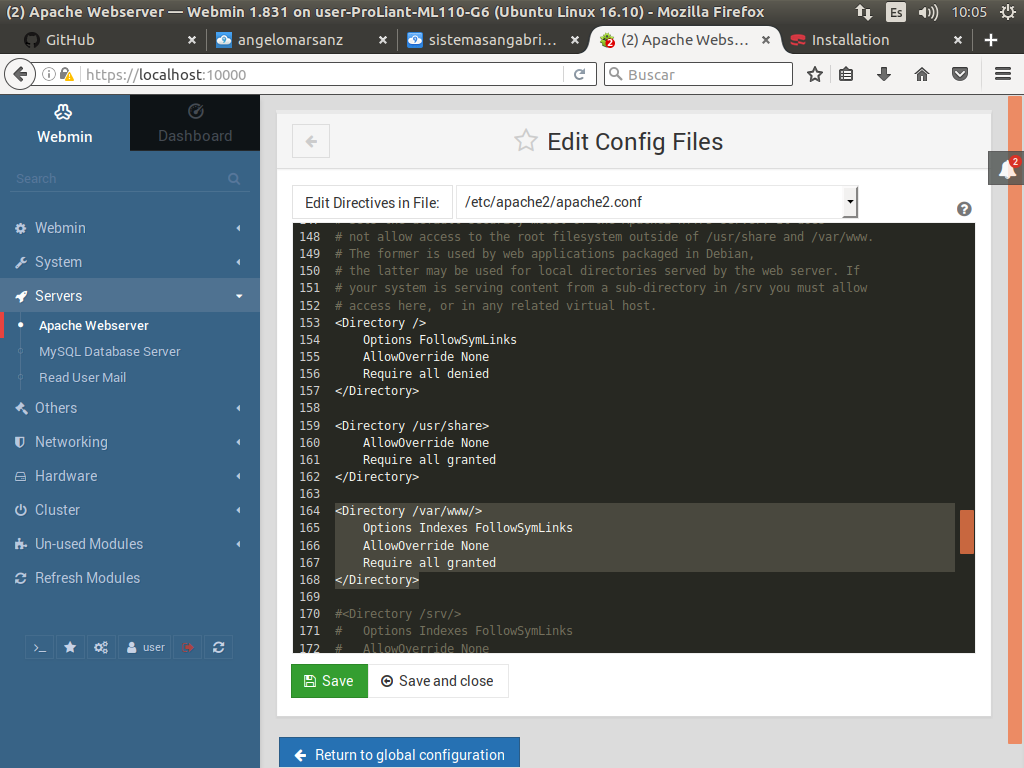 (2) Apache Webserver — Webmin 1.831 on user-ProLiant-ML110-G6 (Ubuntu Linux 16.10) - Mozilla Firefox
Es
10:05
GitHub
angelomarsanz
sistemasangabri...
(2) Apache Webs...
Installation
https://localhost:10000
Buscar
Webmin
Dashboard
Search
Webmin
System
Servers
Apache Webserver
MySQL Database Server
Read User Mail
Others
Networking
Hardware
Cluster
Un-used Modules
Refresh Modules
user
Edit Config Files
2
Edit Directives in File:
/etc/apache2/apache2.conf
148 # not allow access to the root filesystem outside of /usr/share and /var/www.
149 # The former is used by web applications packaged in Debian,
150 # the latter may be used for local directories served by the web server. If
151 # your system is serving content from a sub-directory in /srv you must allow
152 # access here, or in any related virtual host.
153 <Directory />
154 Options FollowSymLinks
155 AllowOverride None
156 Require all denied
157 </Directory>
158
159 <Directory /usr/share>
160 AllowOverride None
161 Require all granted
162 </Directory>
163
164 <Directory /var/www/>
165 Options Indexes FollowSymLinks
166 AllowOverride None
167 Require all granted
168 </Directory>
169
170 #<Directory /srv/>
171 # Options Indexes FollowSymLinks
172 # AllowOverride None
Save
Save and close
Return to global configuration